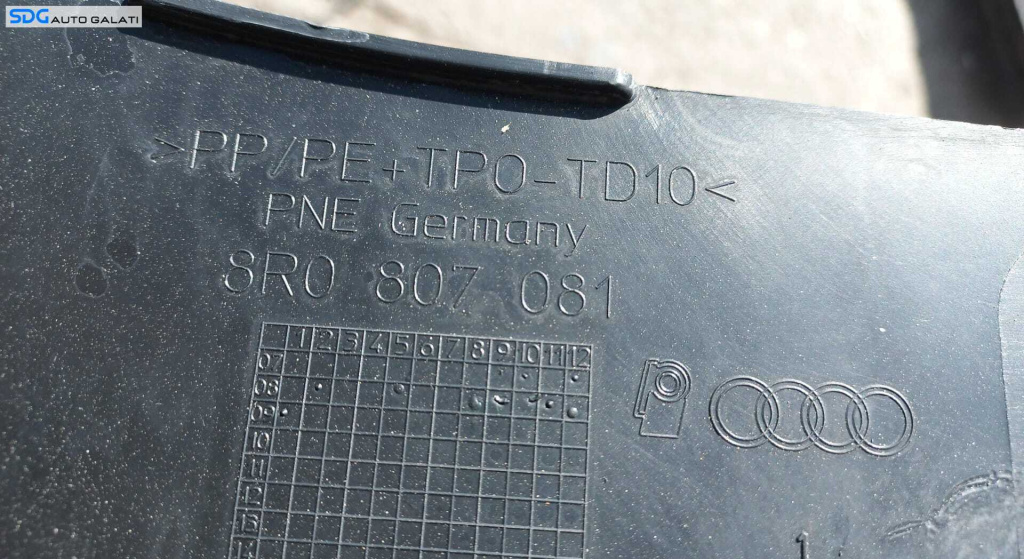 SDG AUTO GALATI
>PP/PE+TPO-TD10<
PNE Germany
8R0 807 081
1 2 3 4 5 6 7 8 9 10 11 12
07
08
09
10
11
12
13